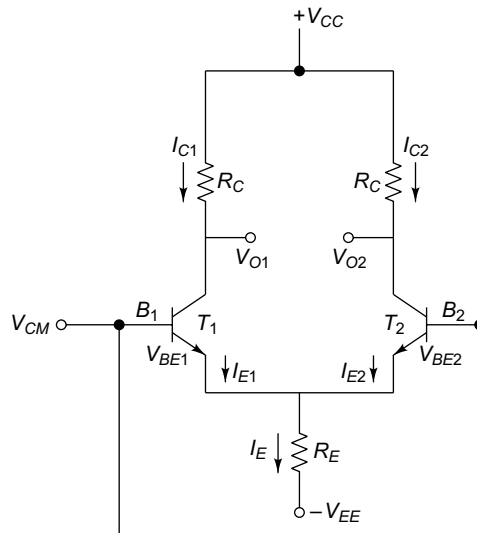 +V_CC
I_C1 I_C2
R_C R_C
V_O1 V_O2
B_1 B_2
V_CM T_1 T_2
V_BE1 V_BE2
I_E1 I_E2
I_E R_E
−V_EE